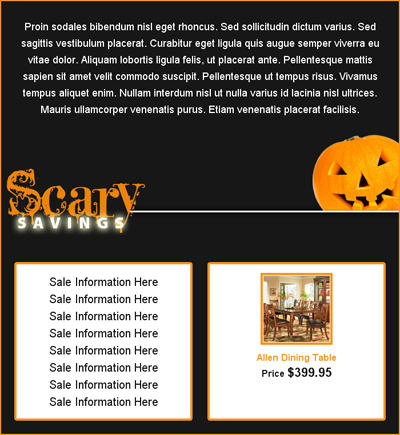 Proin sodales bibendum nisl eget rhoncus. Sed sollicitudin dictum varius. Sed
sagittis vestibulum placerat. Curabitur eget ligula quis augue semper viverra eu
vitae dolor. Aliquam lobortis ligula felis, ut placerat ante. Pellentesque mattis
sapien sit amet velit commodo suscipit. Pellentesque ut tempus risus. Vivamus
tempus aliquet enim. Nullam interdum nisl ut nulla varius id lacinia nisl ultrices.
Mauris ullamcorper venenatis purus. Etiam venenatis placerat facilisis.
Scary
SAVINGS
Sale Information Here
Sale Information Here
Sale Information Here
Sale Information Here
Sale Information Here
Sale Information Here
Sale Information Here
Sale Information Here
Allen Dining Table
Price $399.95